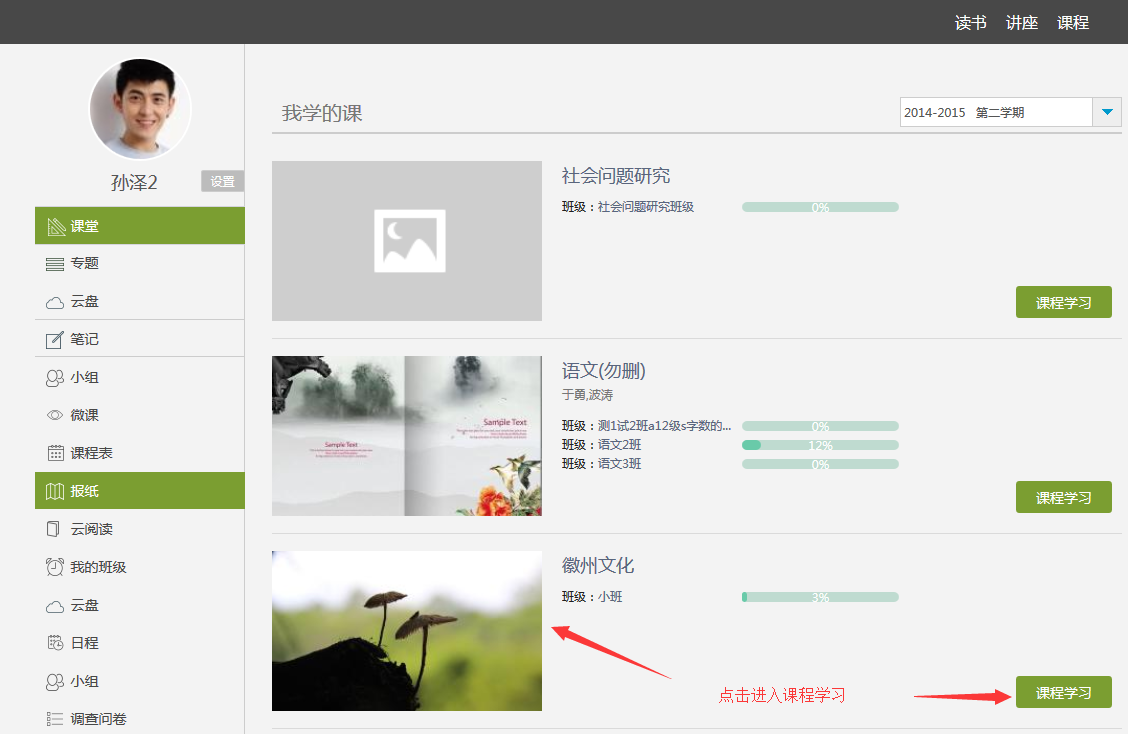 读书 讲座 课程
孙泽2
设置
课堂
专题
云盘
笔记
小组
微课
课程表
报纸
云阅读
我的班级
云盘
日程
小组
调查问卷
我学的课
2014-2015 第二学期
社会问题研究
班级：社会问题研究班级 0%
课程学习
Sample Text
Sample Text
语文(勿删)
于勇,波涛
班级：测1试2班a12级s字数的... 0%
班级：语文2班 12%
班级：语文3班 0%
课程学习
徽州文化
班级：小班 3%
点击进入课程学习
课程学习